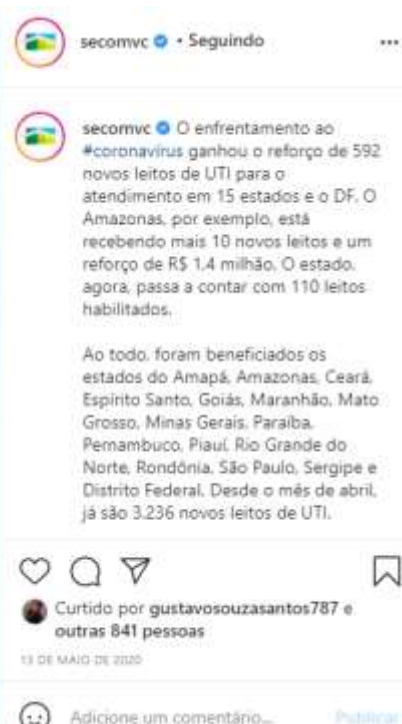 secomvc • Seguindo
...
secomvc O enfrentamento ao
#coronavírus ganhou o reforço de 592
novos leitos de UTI para o
atendimento em 15 estados e o DF. O
Amazonas, por exemplo, está
recebendo mais 10 novos leitos e um
reforço de R$ 1,4 milhão. O estado,
agora, passa a contar com 110 leitos
habilitados.
Ao todo, foram beneficiados os
estados do Amapá, Amazonas, Ceará,
Espírito Santo, Goiás, Maranhão, Mato
Grosso, Minas Gerais, Paraíba,
Pernambuco, Piauí, Rio Grande do
Norte, Rondônia, São Paulo, Sergipe e
Distrito Federal. Desde o mês de abril,
já são 3.236 novos leitos de UTI.
Curtido por gustavosouzasantos787 e
outras 841 pessoas
13 DE MAIO DE 2020
Adicione um comentário... Publicar